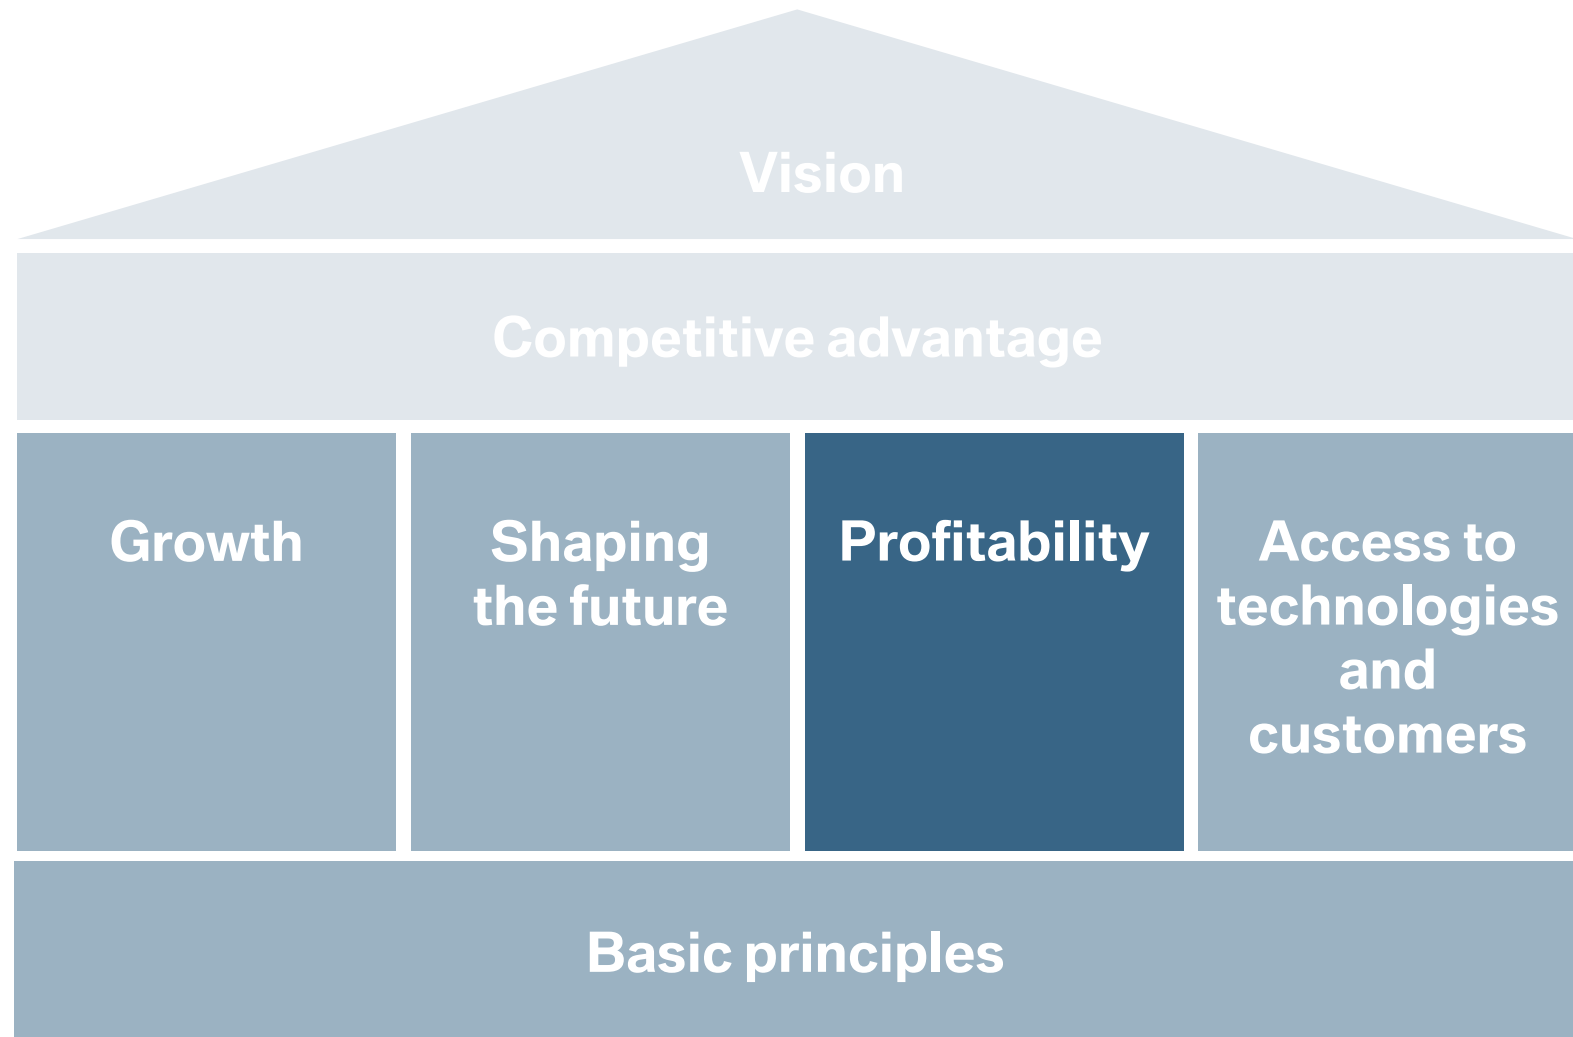 Vision
Competitive advantage
Growth
Shaping
the future
Profitability
Access to
technologies
and
customers
Basic principles